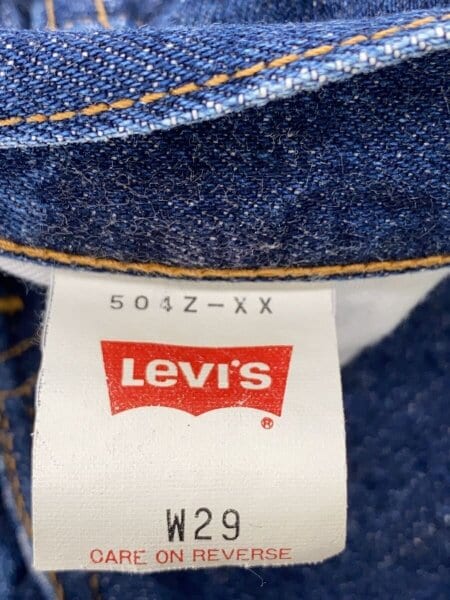 504Z-XX
LEVI'S
®
W29
CARE ON REVERSE